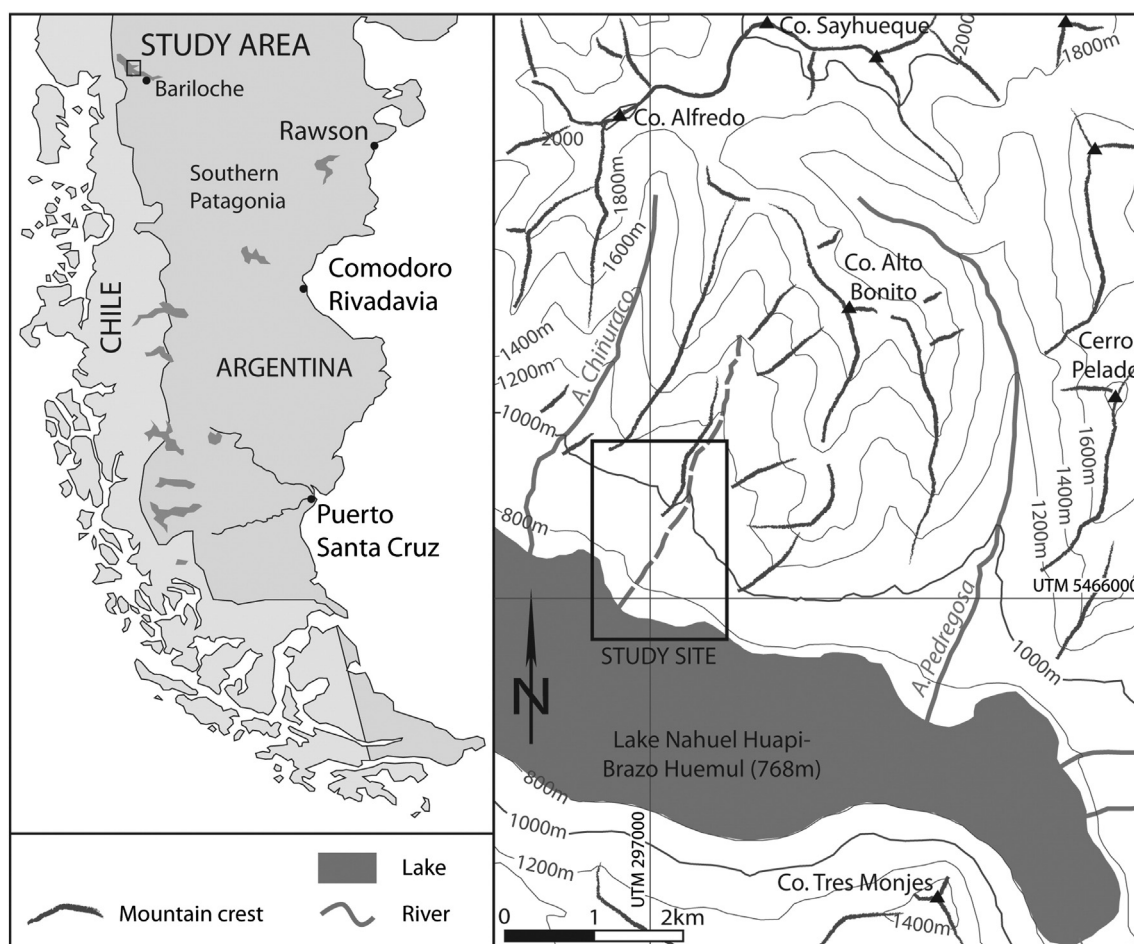 STUDY AREA
Bariloche
Rawson
Southern
Patagonia
Comodoro
Rivadavia
CHILE
ARGENTINA
Puerto
Santa Cruz
Lake
Mountain crest
River
Co. Sayhueque
2000
1800m
Co. Alfredo
2000
1800m
1600m
Co. Alto
Bonito
A. Chiñuraco
1400m
1200m
1000m
Cerro
Pelado
1600m
1400m
1200m
800m
UTM 5466000
A. Pedregosa
STUDY SITE
1000m
N
Lake Nahuel Huapi-
Brazo Huemul (768m)
800m
1000m
1200m
UTM 297000
Co. Tres Monjes
1400m
0 1 2km